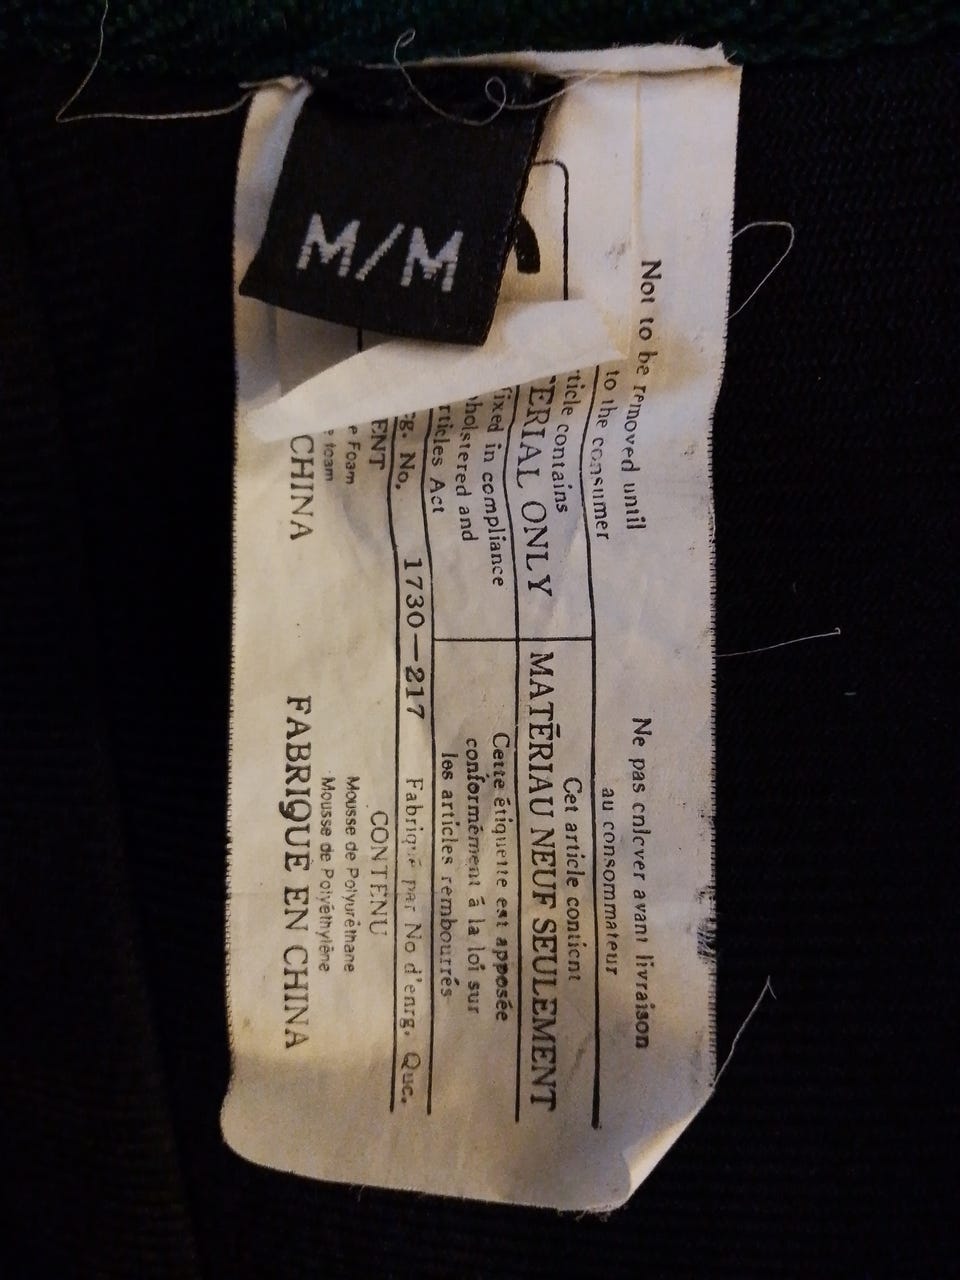 M/M
Not to be removed until
to the consumer
ticle contains
ERIAL ONLY
fixed in compliance
holstered and
rticles Act
rg. No. 1730-217
ENT
e Foam
e foam
CHINA
Ne pas enlever avant livraison
au consommateur
Cet article contient
MATÉRIAU NEUF SEULEMENT
Cette étiquette est apposée
conformément à la loi sur
les articles rembourrés
Fabriqué par No d'enrg. Quc.
CONTENU
Mousse de Polyuréthane
Mousse de Polyéthylène
FABRIQUE EN CHINA